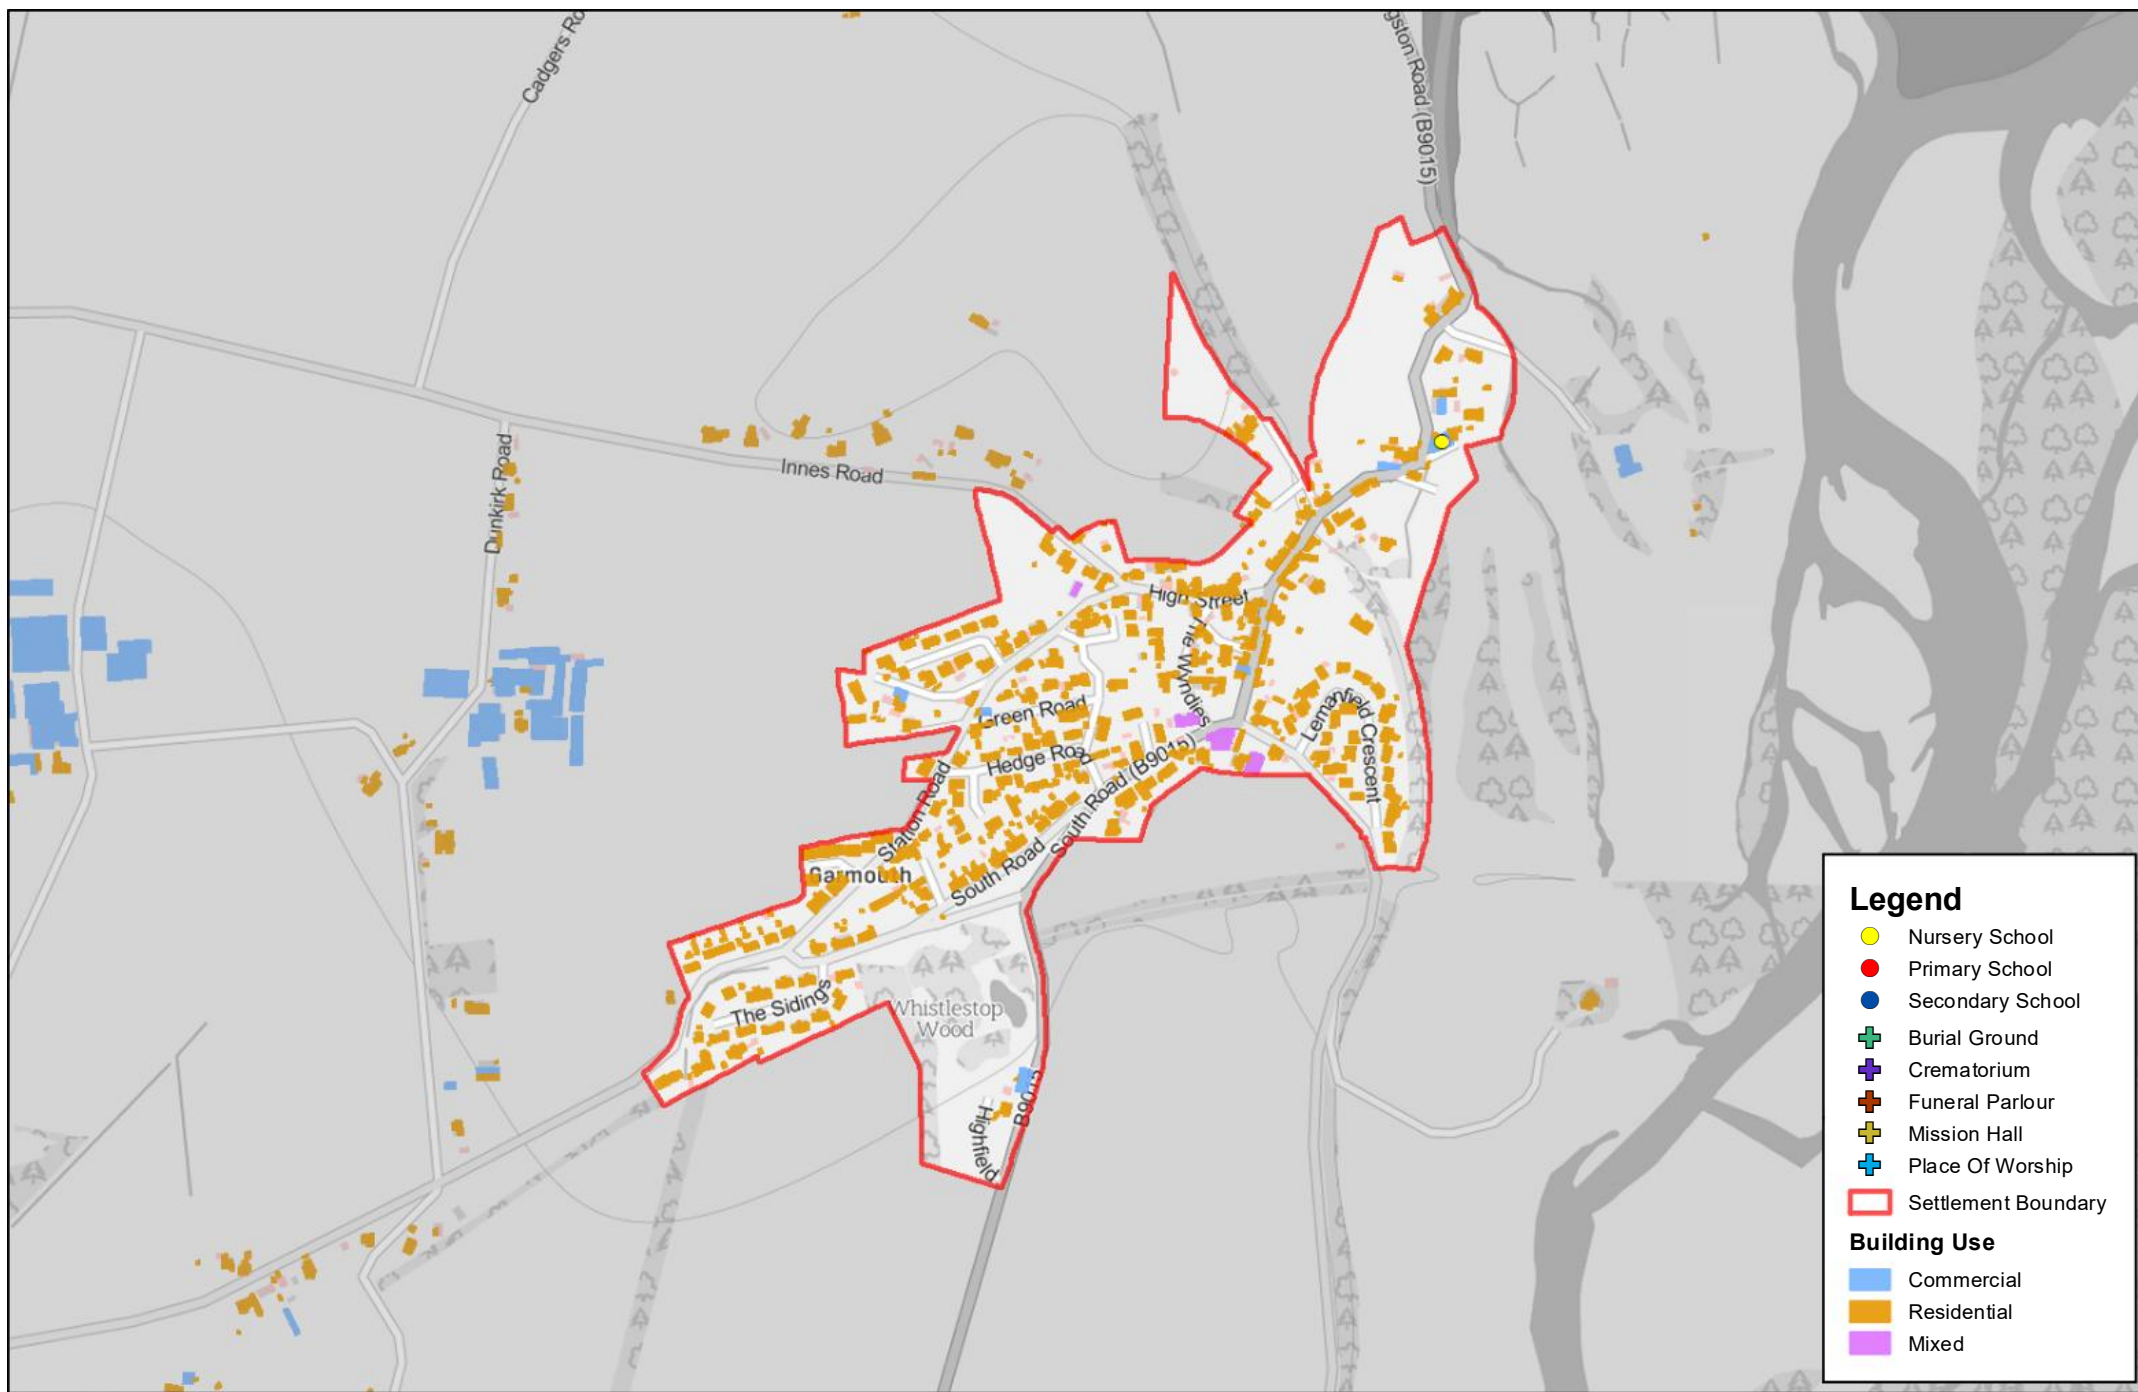 Cadgers Ro
gston Road (B9015)
Innes Road
Dunkirk Road
High Street
The Wyndies
Lemanfield Crescent
Green Road
Hedge Road
South Road (B9015)
Station Road
South Road
Garmouth
The Sidings
Whistlestop
Wood
B9015
Highfield
Legend
Nursery School
Primary School
Secondary School
Burial Ground
Crematorium
Funeral Parlour
Mission Hall
Place Of Worship
Settlement Boundary
Building Use
Commercial
Residential
Mixed